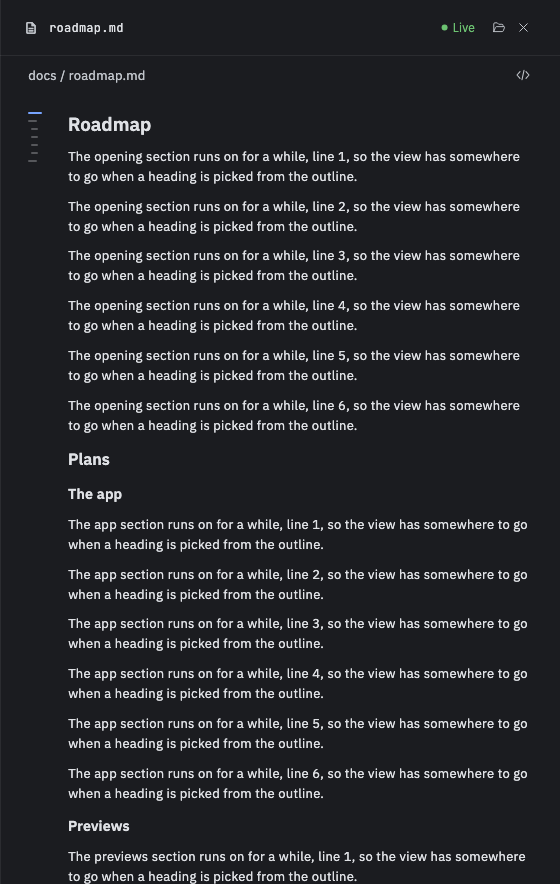 roadmap.md
Live
docs / roadmap.md
Roadmap
The opening section runs on for a while, line 1, so the view has somewhere
to go when a heading is picked from the outline.
The opening section runs on for a while, line 2, so the view has somewhere
to go when a heading is picked from the outline.
The opening section runs on for a while, line 3, so the view has somewhere
to go when a heading is picked from the outline.
The opening section runs on for a while, line 4, so the view has somewhere
to go when a heading is picked from the outline.
The opening section runs on for a while, line 5, so the view has somewhere
to go when a heading is picked from the outline.
The opening section runs on for a while, line 6, so the view has somewhere
to go when a heading is picked from the outline.
Plans
The app
The app section runs on for a while, line 1, so the view has somewhere to go
when a heading is picked from the outline.
The app section runs on for a while, line 2, so the view has somewhere to go
when a heading is picked from the outline.
The app section runs on for a while, line 3, so the view has somewhere to go
when a heading is picked from the outline.
The app section runs on for a while, line 4, so the view has somewhere to go
when a heading is picked from the outline.
The app section runs on for a while, line 5, so the view has somewhere to go
when a heading is picked from the outline.
The app section runs on for a while, line 6, so the view has somewhere to go
when a heading is picked from the outline.
Previews
The previews section runs on for a while, line 1, so the view has somewhere
to go when a heading is picked from the outline.